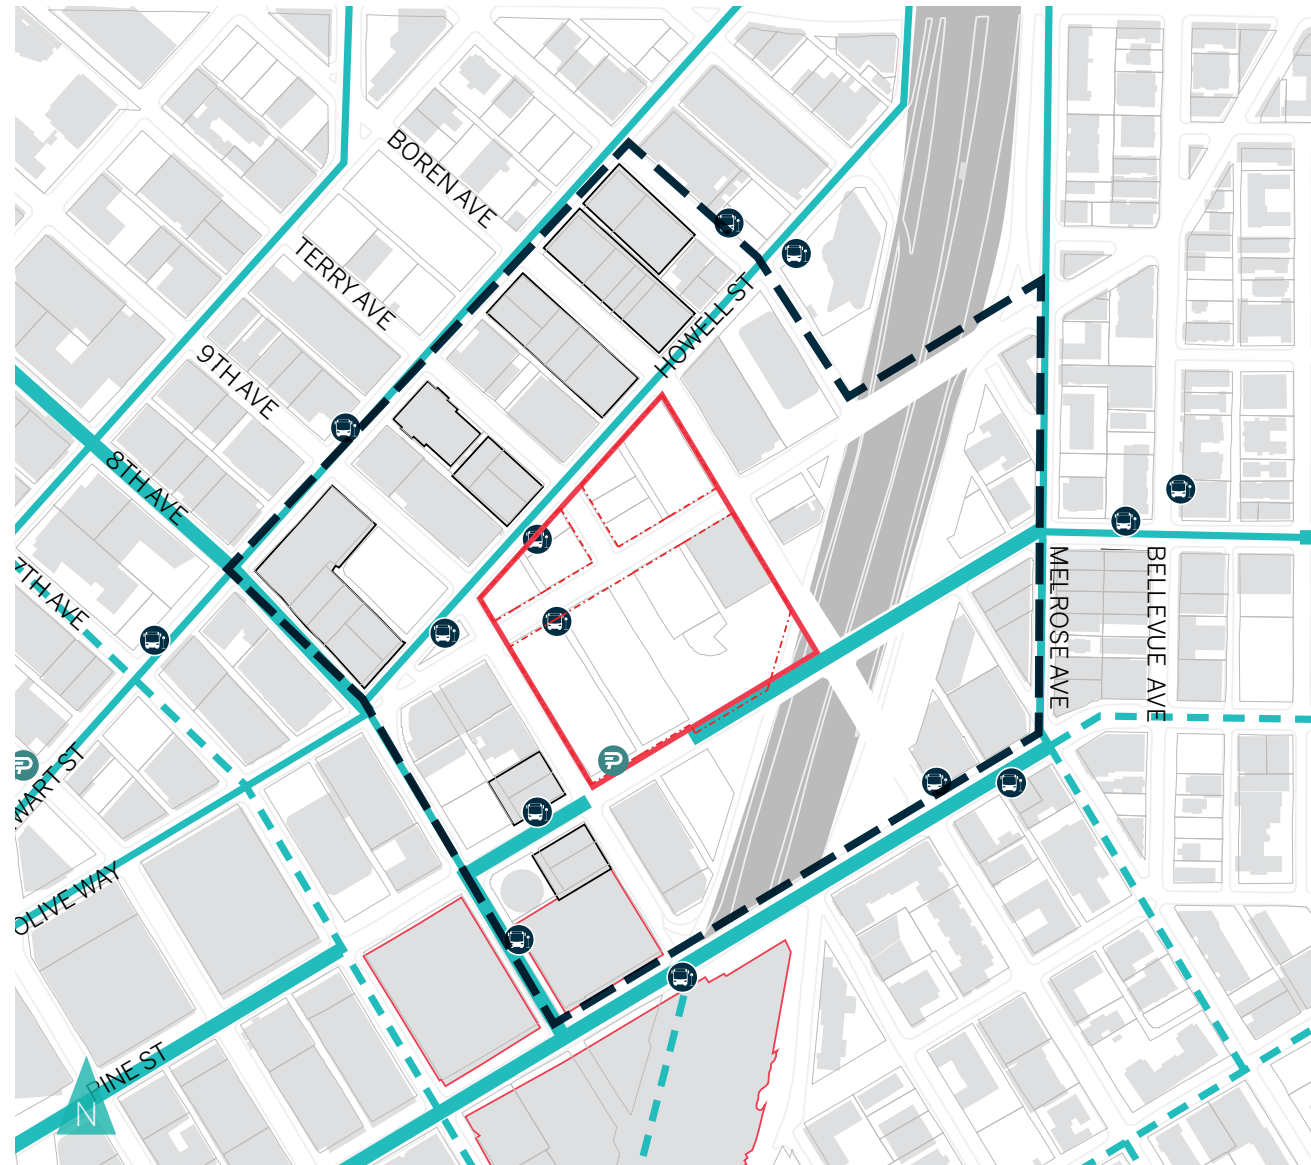 BOREN AVE
TERRY AVE
HOWELL ST
9TH AVE
8TH AVE
7TH AVE
MELROSE AVE
BELLEVUE AVE
WART ST
OLIVE WAY
PINE ST
N